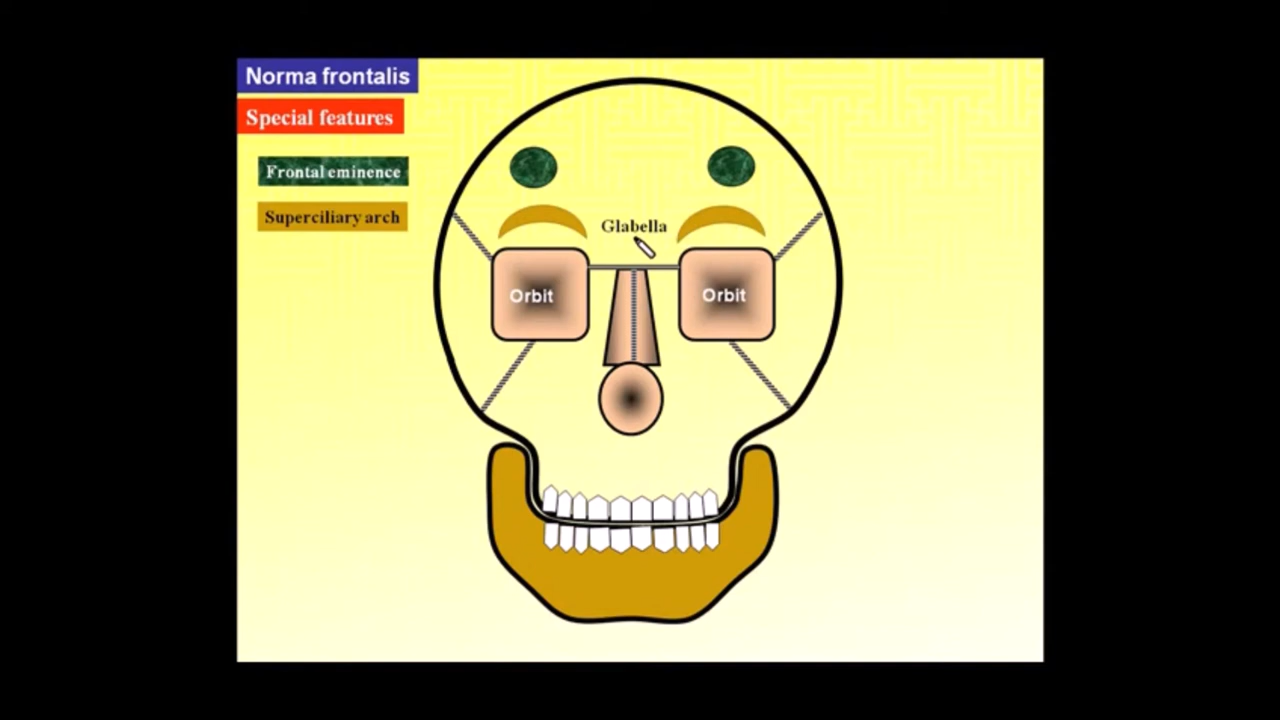 Norma frontalis
Special features
Frontal eminence
Superciliary arch
Glabella
Orbit
Orbit